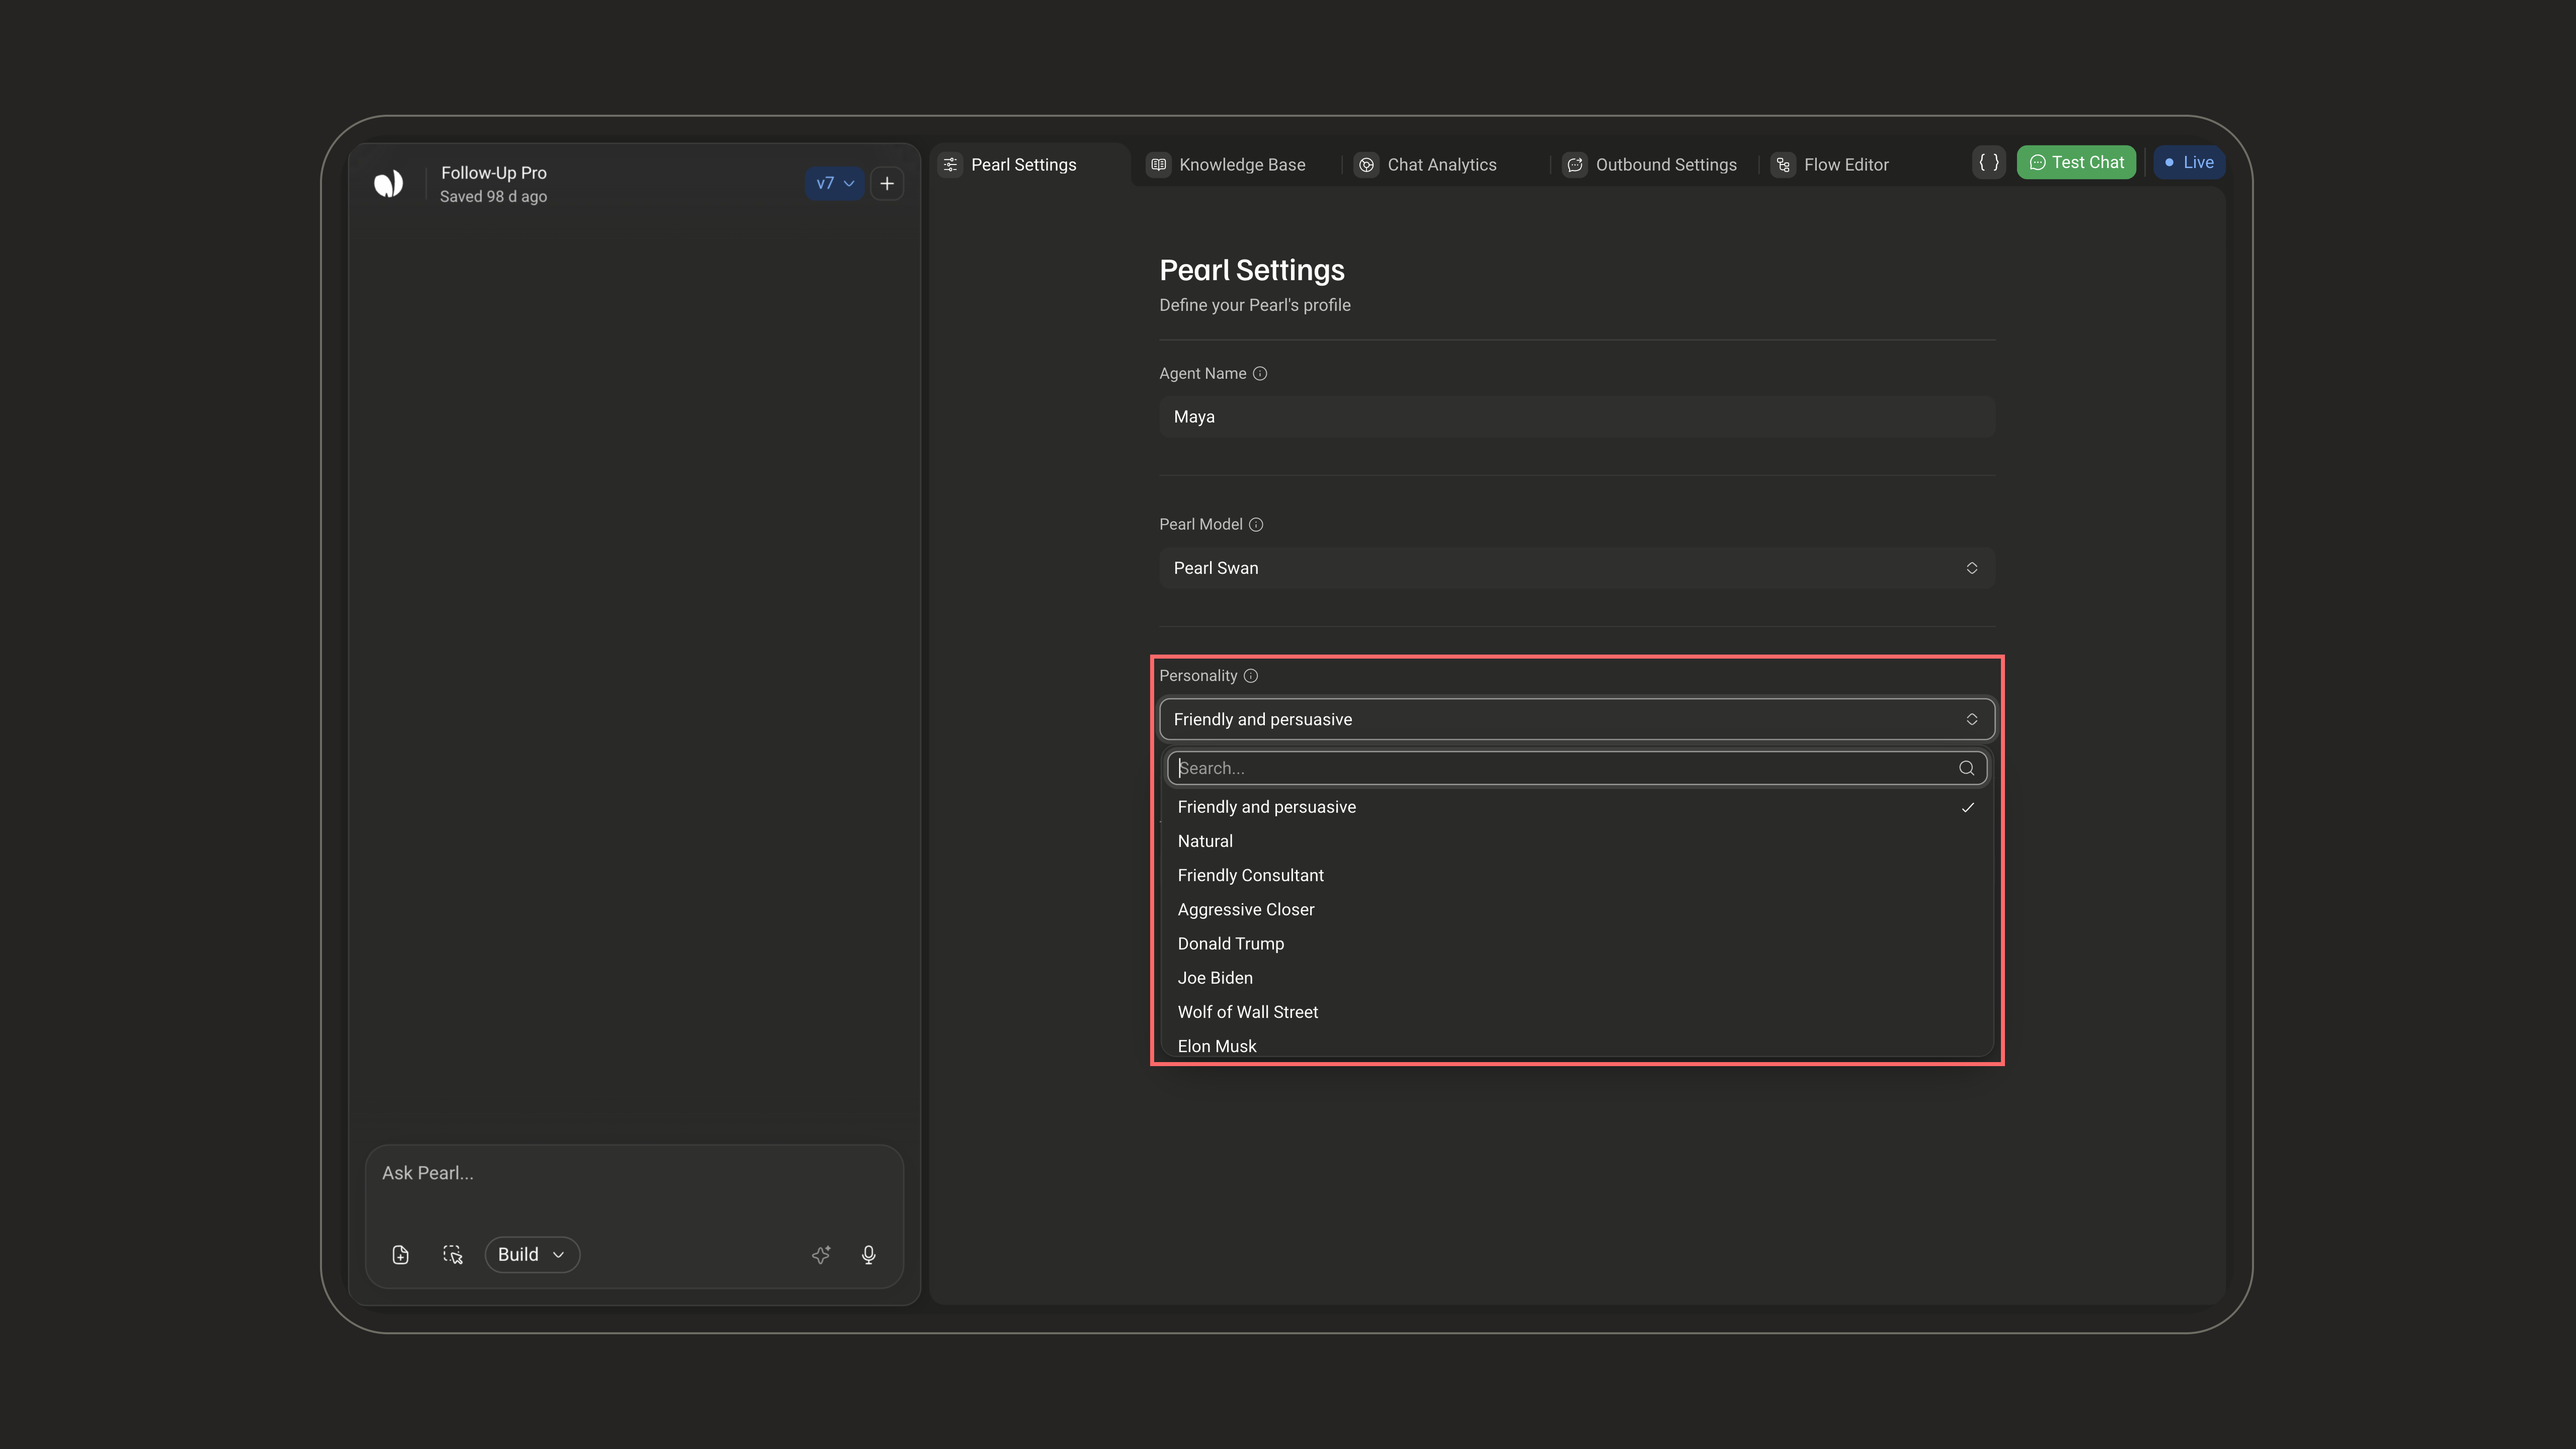 Follow-Up Pro
Saved 98 d ago
v7
Pearl Settings
Knowledge Base
Chat Analytics
Outbound Settings
Flow Editor
{ }
Test Chat
Live
Pearl Settings
Define your Pearl's profile
Agent Name
Maya
Pearl Model
Pearl Swan
Personality
Friendly and persuasive
Search...
Friendly and persuasive
Natural
Friendly Consultant
Aggressive Closer
Donald Trump
Joe Biden
Wolf of Wall Street
Elon Musk
Ask Pearl...
Build